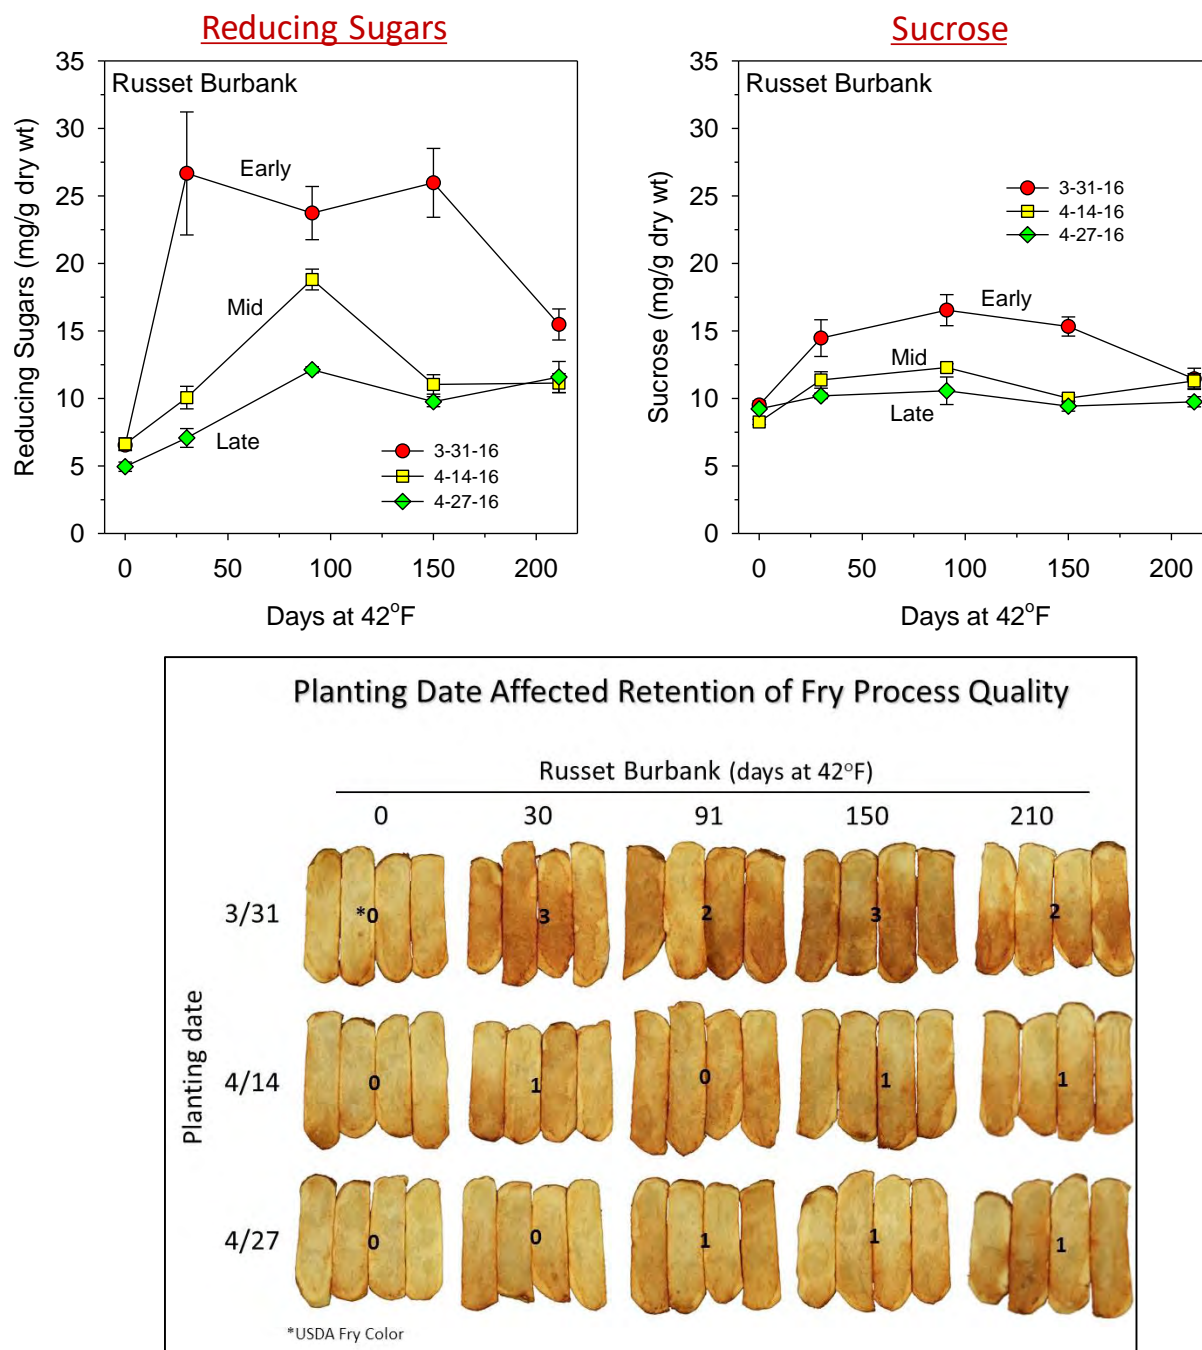 Reducing Sugars
Sucrose
35
30
25
20
15
10
5
0
Reducing Sugars (mg/g dry wt)
Russet Burbank
Early
Mid
Late
3-31-16
4-14-16
4-27-16
0 50 100 150 200
Days at 42°F
35
30
25
20
15
10
5
0
Sucrose (mg/g dry wt)
Russet Burbank
3-31-16
4-14-16
4-27-16
Early
Mid
Late
0 50 100 150 200
Days at 42°F
Planting Date Affected Retention of Fry Process Quality
Russet Burbank (days at 42°F)
0 30 91 150 210
Planting date
3/31 *0 3 2 3 2
4/14 0 1 0 1 1
4/27 0 0 1 1 1
*USDA Fry Color